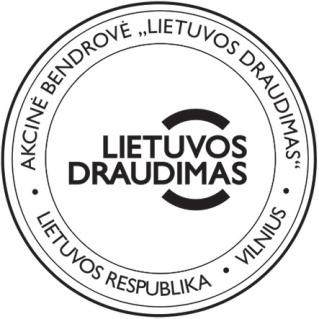 AKCINĖ BENDROVĖ „LIETUVOS DRAUDIMAS“
LIETUVOS
DRAUDIMAS
• LIETUVOS RESPUBLIKA • VILNIUS •